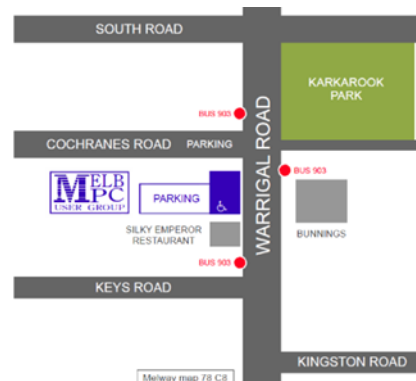 SOUTH ROAD
KARKAROOK
PARK
BUS 903
WARRIGAL ROAD
COCHRANES ROAD
PARKING
BUS 903
MELB
PC
USER GROUP
PARKING
SILKY EMPEROR
RESTAURANT
BUNNINGS
BUS 903
KEYS ROAD
KINGSTON ROAD
Melway map 78 C8